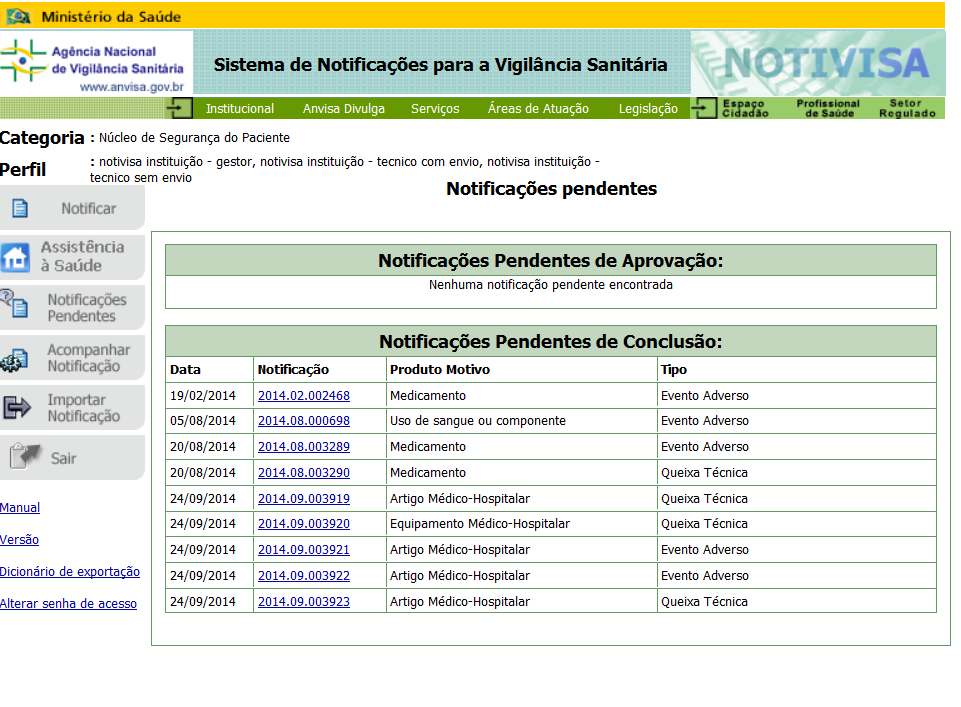 Ministério da Saúde
Agência Nacional
de Vigilância Sanitária
www.anvisa.gov.br
Sistema de Notificações para a Vigilância Sanitária
NOTIVISA
Institucional Anvisa Divulga Serviços Áreas de Atuação Legislação Espaço Cidadão Profissional de Saúde Setor Regulado
Categoria : Núcleo de Segurança do Paciente
Perfil : notivisa instituição - gestor, notivisa instituição - tecnico com envio, notivisa instituição -
tecnico sem envio
Notificações pendentes
Notificar
Assistência
à Saúde
Notificações
Pendentes
Acompanhar
Notificação
Importar
Notificação
Sair
Manual
Versão
Dicionário de exportação
Alterar senha de acesso
Notificações Pendentes de Aprovação:
Nenhuma notificação pendente encontrada
Notificações Pendentes de Conclusão:
Data Notificação Produto Motivo Tipo
19/02/2014 2014.02.002468 Medicamento Evento Adverso
05/08/2014 2014.08.000698 Uso de sangue ou componente Evento Adverso
20/08/2014 2014.08.003289 Medicamento Evento Adverso
20/08/2014 2014.08.003290 Medicamento Queixa Técnica
24/09/2014 2014.09.003919 Artigo Médico-Hospitalar Queixa Técnica
24/09/2014 2014.09.003920 Equipamento Médico-Hospitalar Queixa Técnica
24/09/2014 2014.09.003921 Artigo Médico-Hospitalar Evento Adverso
24/09/2014 2014.09.003922 Artigo Médico-Hospitalar Evento Adverso
24/09/2014 2014.09.003923 Artigo Médico-Hospitalar Queixa Técnica